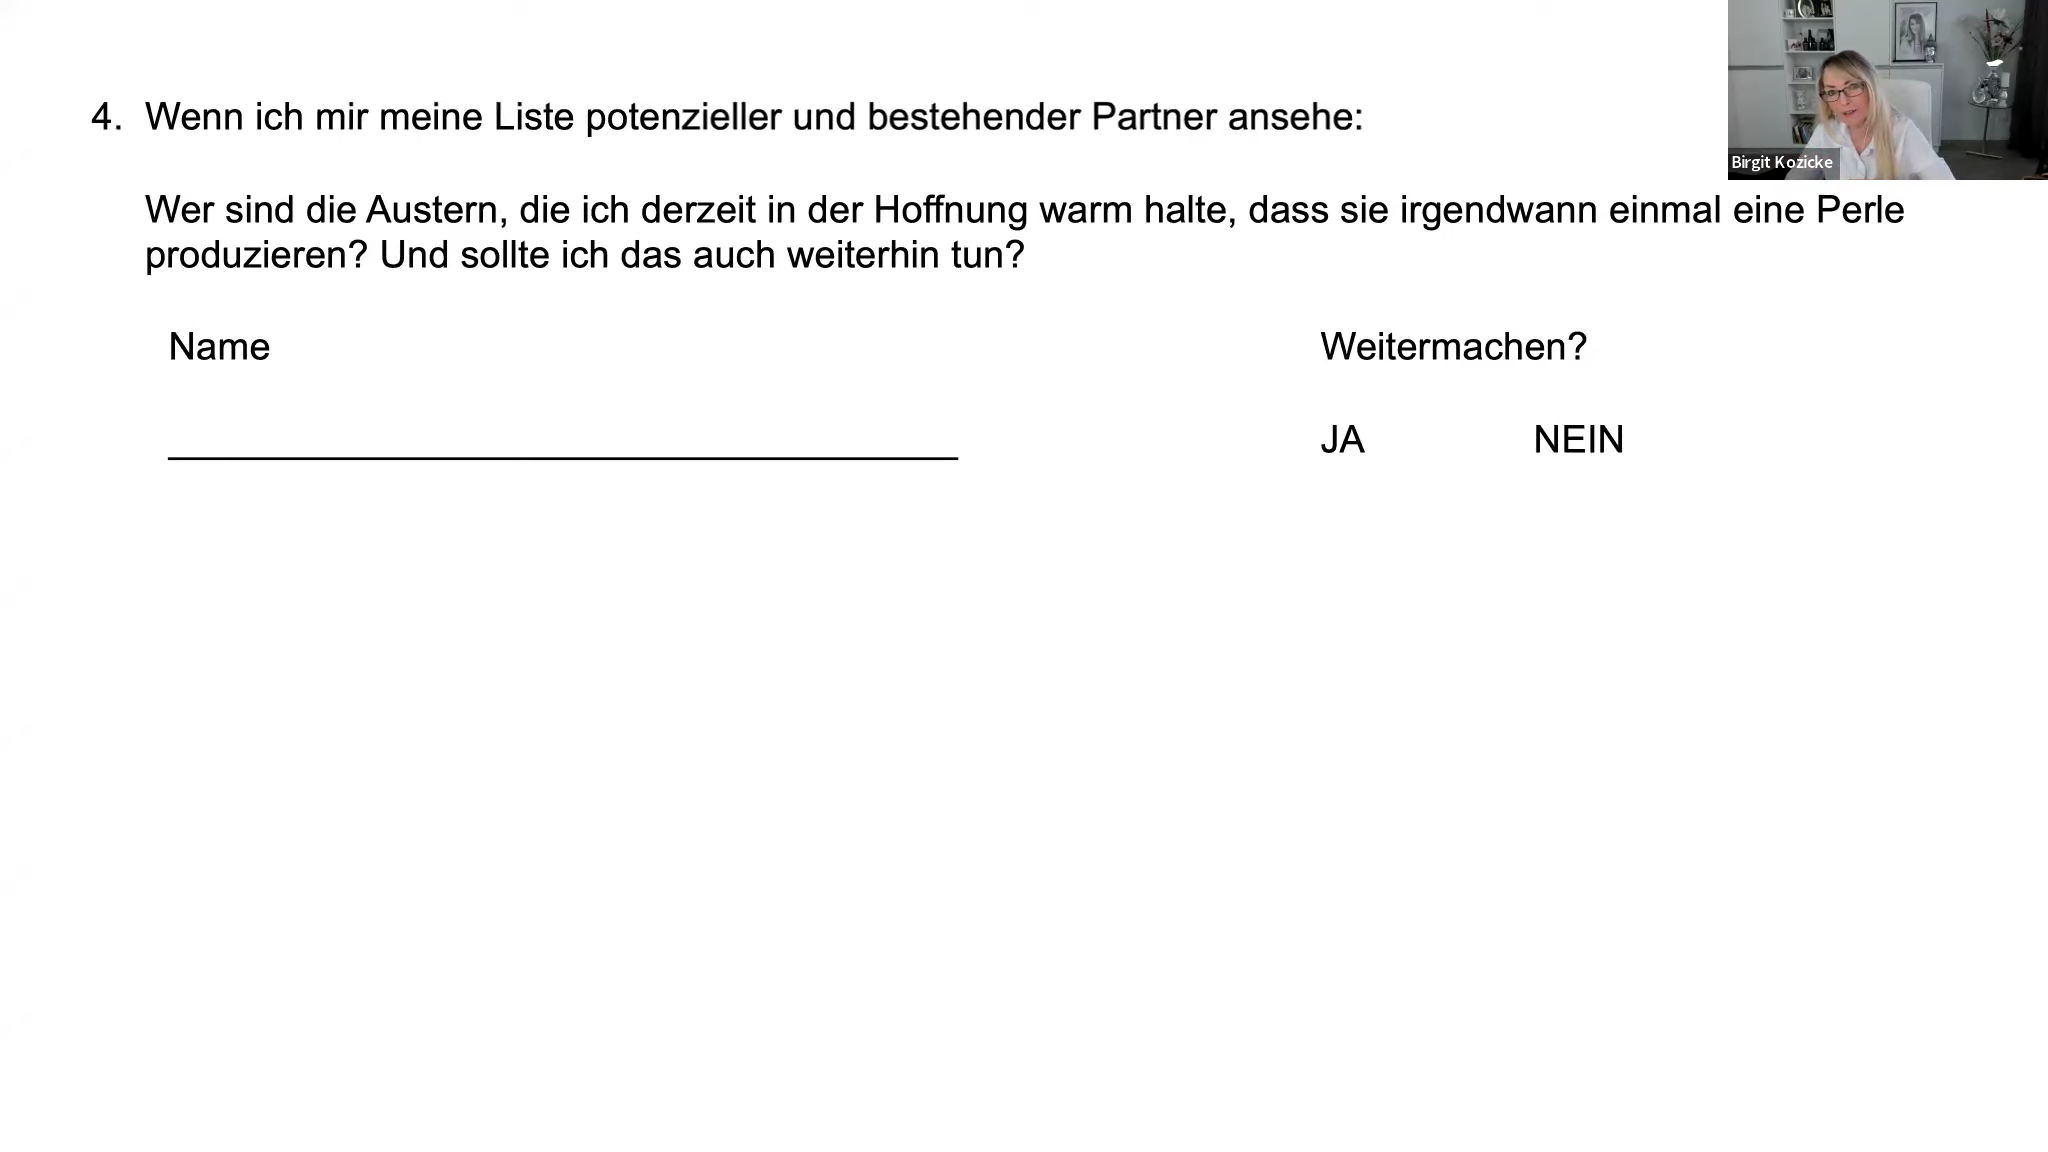 4. Wenn ich mir meine Liste potenzieller und bestehender Partner ansehe:
Birgit Kozicke
Wer sind die Austern, die ich derzeit in der Hoffnung warm halte, dass sie irgendwann einmal eine Perle
produzieren? Und sollte ich das auch weiterhin tun?
Name Weitermachen?
JA NEIN